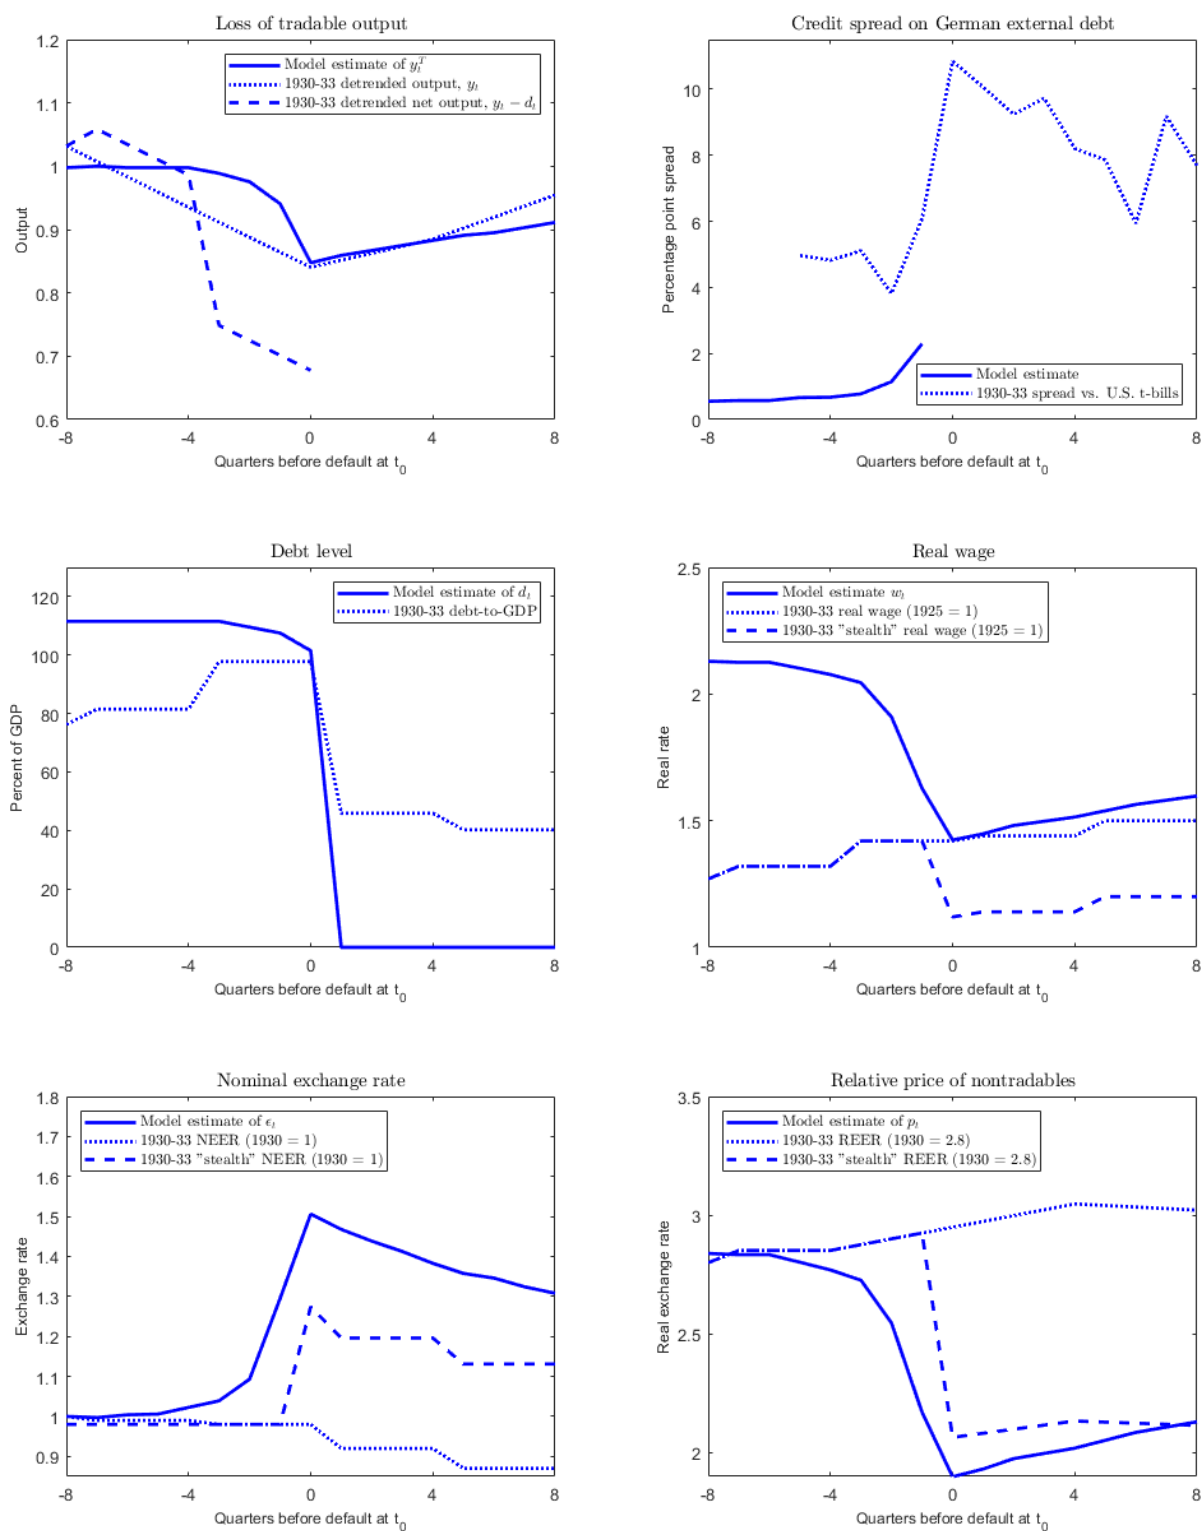 Loss of tradable output
1.2
1.1
1
0.9
0.8
0.7
0.6
Output
Model estimate of y_t^T
1930-33 detrended output, y_t
1930-33 detrended net output, y_t − d_t
-8 -4 0 4 8
Quarters before default at t_0
Credit spread on German external debt
10
8
6
4
2
0
Percentage point spread
Model estimate
1930-33 spread vs. U.S. t-bills
-8 -4 0 4 8
Quarters before default at t_0
Debt level
120
100
80
60
40
20
0
Percent of GDP
Model estimate of d_t
1930-33 debt-to-GDP
-8 -4 0 4 8
Quarters before default at t_0
Real wage
2.5
2
1.5
1
Real rate
Model estimate w_t
1930-33 real wage (1925 = 1)
1930-33 "stealth" real wage (1925 = 1)
-8 -4 0 4 8
Quarters before default at t_0
Nominal exchange rate
1.8
1.7
1.6
1.5
1.4
1.3
1.2
1.1
1
0.9
Exchange rate
Model estimate of ϵ_t
1930-33 NEER (1930 = 1)
1930-33 "stealth" NEER (1930 = 1)
-8 -4 0 4 8
Quarters before default at t_0
Relative price of nontradables
3.5
3
2.5
2
Real exchange rate
Model estimate of p_t
1930-33 REER (1930 = 2.8)
1930-33 "stealth" REER (1930 = 2.8)
-8 -4 0 4 8
Quarters before default at t_0